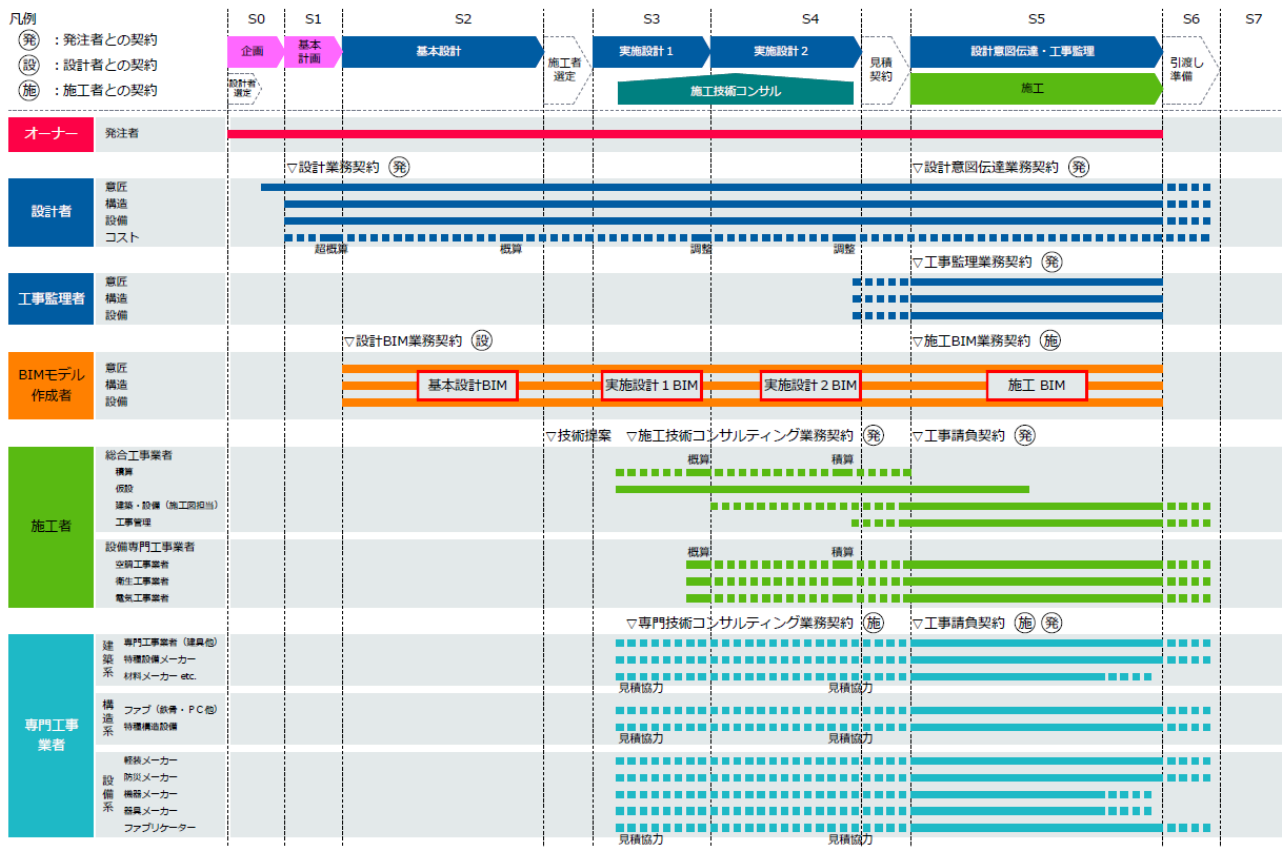 凡例
発 ：発注者との契約
設 ：設計者との契約
施 ：施工者との契約
S0 S1 S2 S3 S4 S5 S6 S7
企画
基本
計画
基本設計
施工者
選定
実施設計１
実施設計２
見積
契約
設計意図伝達・工事監理
引渡し
準備
設計者
選定
施工技術コンサル
施工
オーナー
発注者
▽設計業務契約 発
▽設計意図伝達業務契約 発
設計者
意匠
構造
設備
コスト
超概算
概算
調整
調整
▽工事監理業務契約 発
工事監理者
意匠
構造
設備
▽設計BIM業務契約 設
▽施工BIM業務契約 施
BIMモデル
作成者
意匠
構造
設備
基本設計BIM
実施設計１BIM
実施設計２BIM
施工 BIM
▽技術提案
▽施工技術コンサルティング業務契約 発
▽工事請負契約 発
施工者
総合工事業者
概算
積算
積算
仮設
建築・設備（施工図担当）
工事管理
設備専門工事業者
概算
積算
空調工事業者
衛生工事業者
電気工事業者
▽専門技術コンサルティング業務契約 施
▽工事請負契約 施 発
専門工事
業者
建築系
専門工事業者（建具他）
特種設備メーカー
材料メーカー etc.
見積協力
見積協力
構造系
ファブ（鉄骨・ＰＣ他）
特種構造設備
見積協力
見積協力
設備系
軽装メーカー
防災メーカー
機器メーカー
器具メーカー
ファブリケーター
見積協力
見積協力